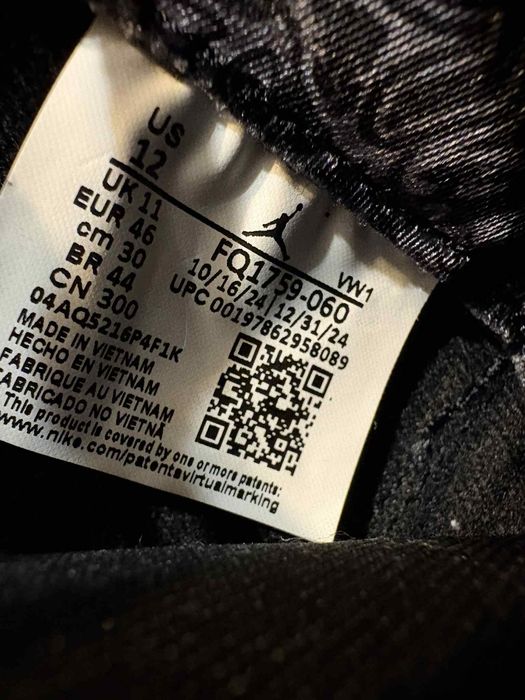 US
12
UK 11
EUR 46
cm 30
BR 44
CN 300
04AQ5216P4F1K
VW1
FQ1759-060
10/16/24 12/31/24
UPC 00197862958089
MADE IN VIETNAM
HECHO EN VIETNAM
FABRIQUE AU VIETNAM
FABRICADO NO VIETNÃ
This product is covered by one or more patents:
www.nike.com/patentsvirtualmarking